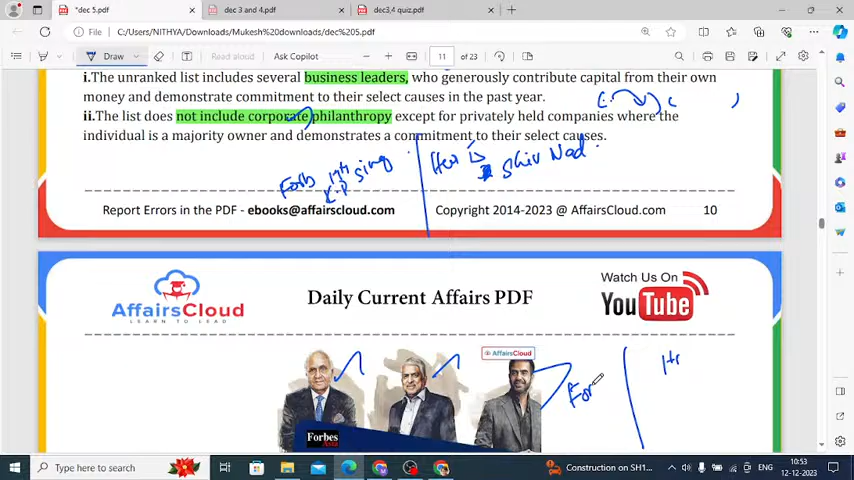 *dec 5.pdf
dec 3 and 4.pdf
dec3,4 quiz.pdf
File C:/Users/NITHYA/Downloads/Mukesh%20downloads/dec%205.pdf
Draw Read aloud Ask Copilot 11 of 23
i.The unranked list includes several business leaders, who generously contribute capital from their own
money and demonstrate commitment to their select causes in the past year.
ii.The list does not include corporate philanthropy except for privately held companies where the
individual is a majority owner and demonstrates a commitment to their select causes.
Shiv Nad
Report Errors in the PDF - ebooks@affairscloud.com Copyright 2014-2023 @ AffairsCloud.com 10
AffairsCloud
LEARN TO LEAD
Daily Current Affairs PDF
Watch Us On
YouTube
AffairsCloud
For
Forbes
Asia
Type here to search
Construction on SH1...
ENG
10:53
12-12-2023